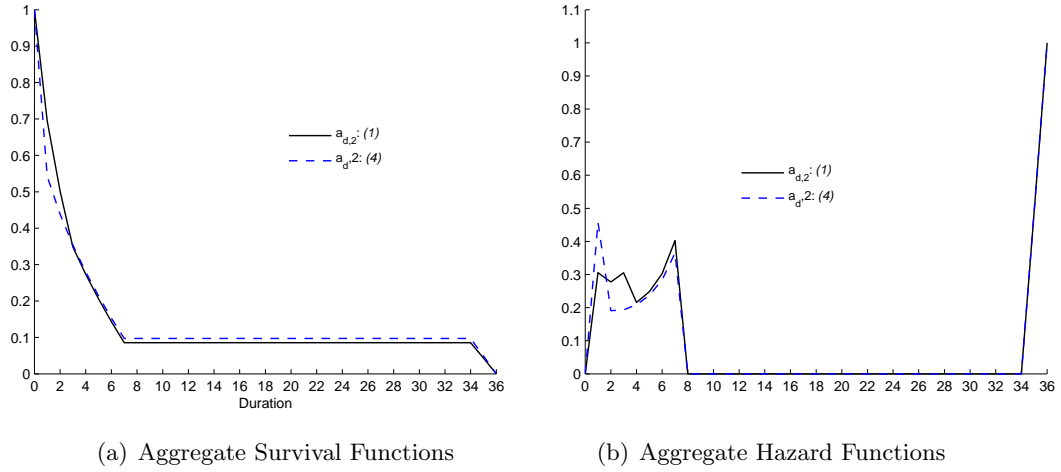 1
0.9
0.8
0.7
0.6
0.5
0.4
0.3
0.2
0.1
0
0 2 4 6 8 10 12 14 16 18 20 22 24 26 28 30 32 34 36
Duration
a_d,2: (1)
a_d,2: (4)
(a) Aggregate Survival Functions
1.1
1
0.9
0.8
0.7
0.6
0.5
0.4
0.3
0.2
0.1
0
0 2 4 6 8 10 12 14 16 18 20 22 24 26 28 30 32 34 36
a_d,2: (1)
a_d,2: (4)
(b) Aggregate Hazard Functions